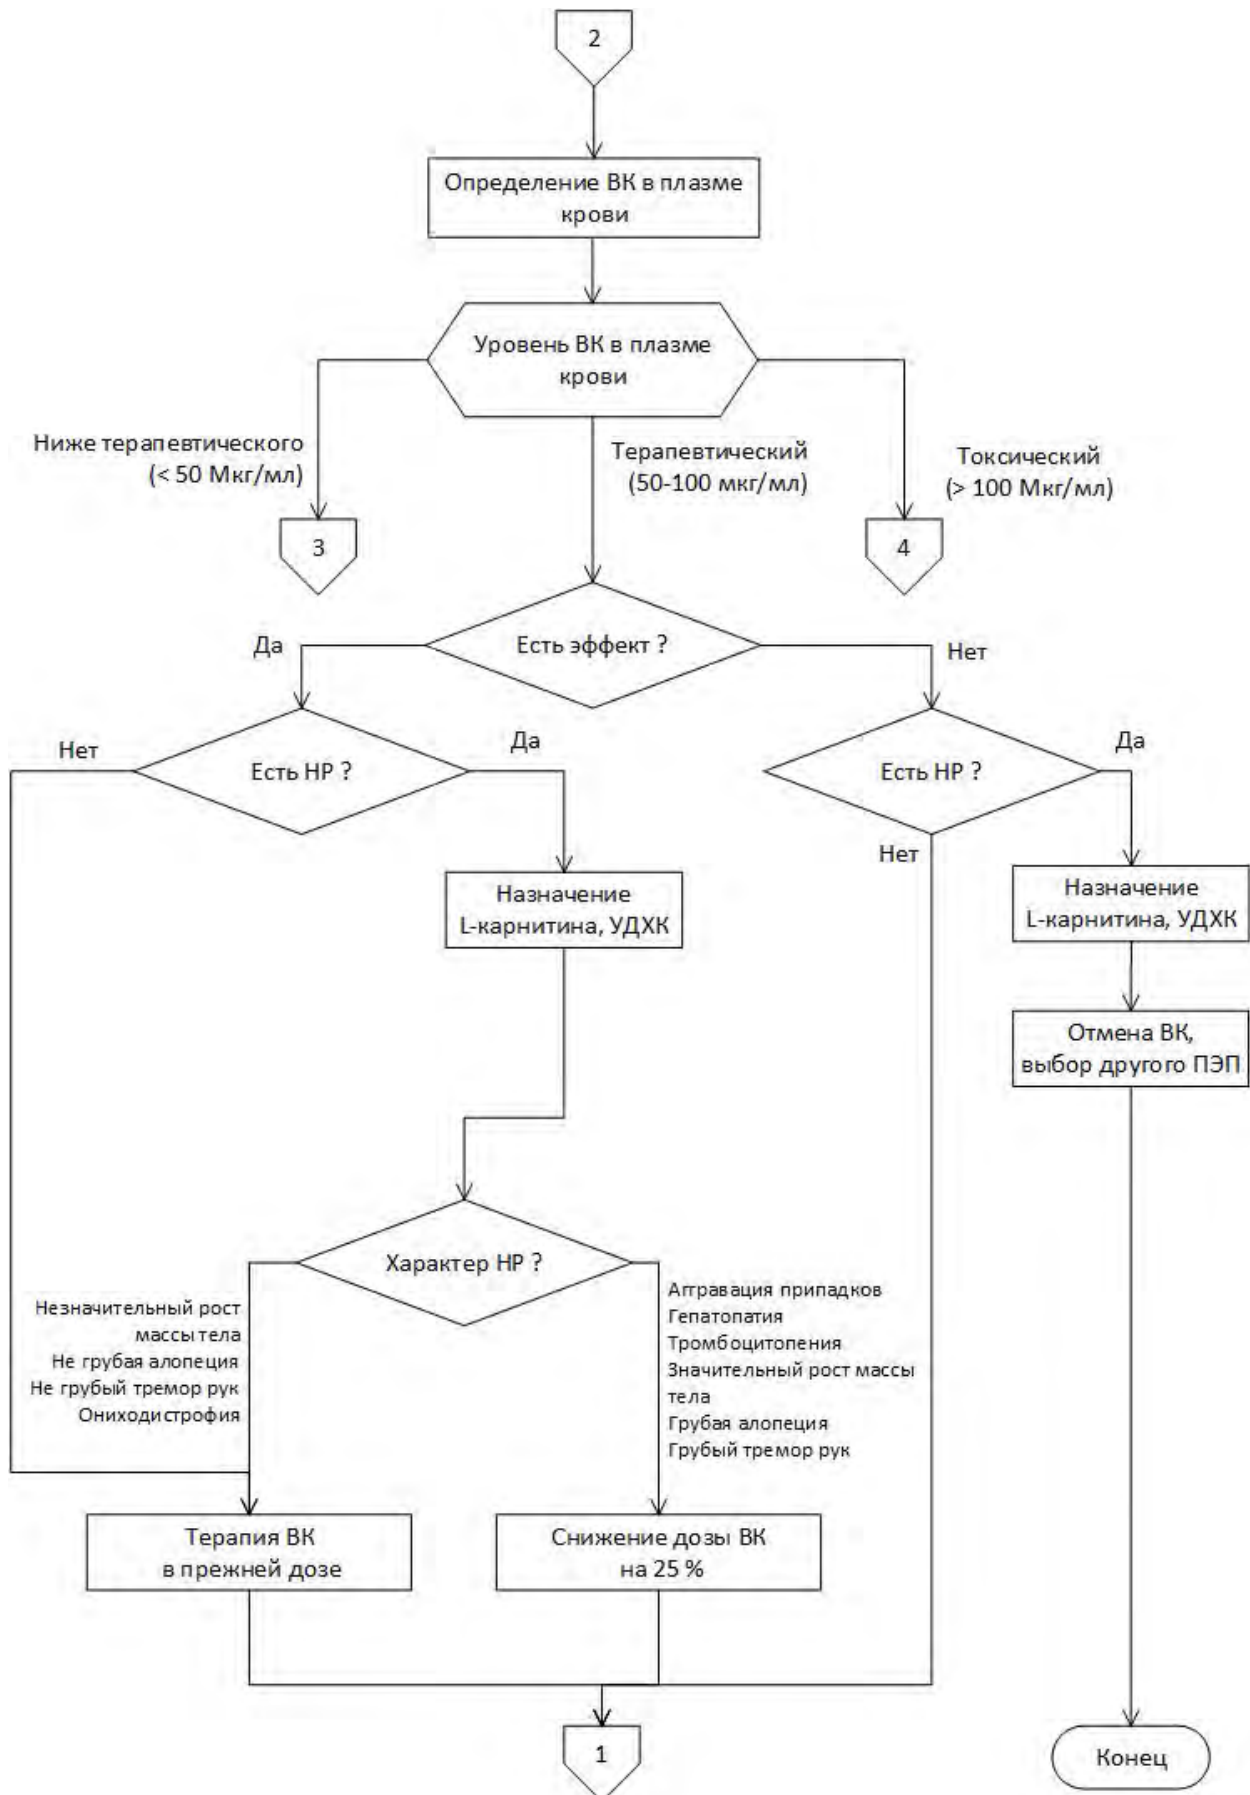 2
Определение ВК в плазме
крови
Уровень ВК в плазме
крови
Ниже терапевтического
(< 50 Мкг/мл)
Терапевтический
(50-100 мкг/мл)
Токсический
(> 100 Мкг/мл)
3
4
Есть эффект ?
Да
Нет
Есть НР ?
Нет
Да
Есть НР ?
Да
Нет
Назначение
L-карнитина, УДХК
Назначение
L-карнитина, УДХК
Отмена ВК,
выбор другого ПЭП
Характер НР ?
Незначительный рост
массы тела
Не грубая алопеция
Не грубый тремор рук
Ониходистрофия
Аггравация припадков
Гепатопатия
Тромбоцитопения
Значительный рост массы
тела
Грубая алопеция
Грубый тремор рук
Терапия ВК
в прежней дозе
Снижение дозы ВК
на 25 %
1
Конец